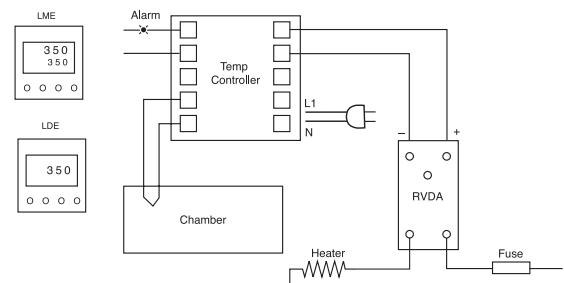 LME
350
350
LDE
350
Alarm
Temp
Controller
L1
N
Chamber
– +
RVDA
Heater
Fuse